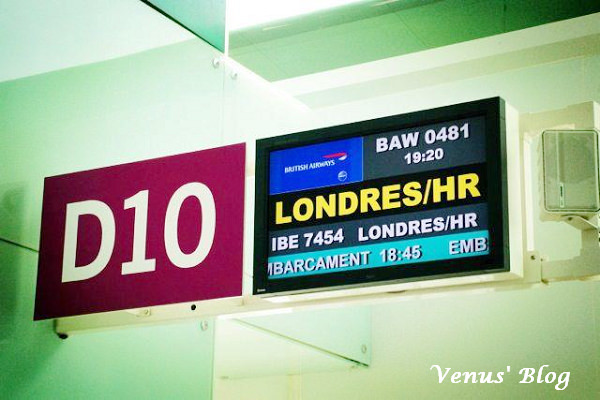 D10
BRITISH AIRWAYS
BAW 0481
19:20
LONDRES/HR
IBE 7454 LONDRES/HR
MBARCAMENT 18:45 EMB
Venus' Blog